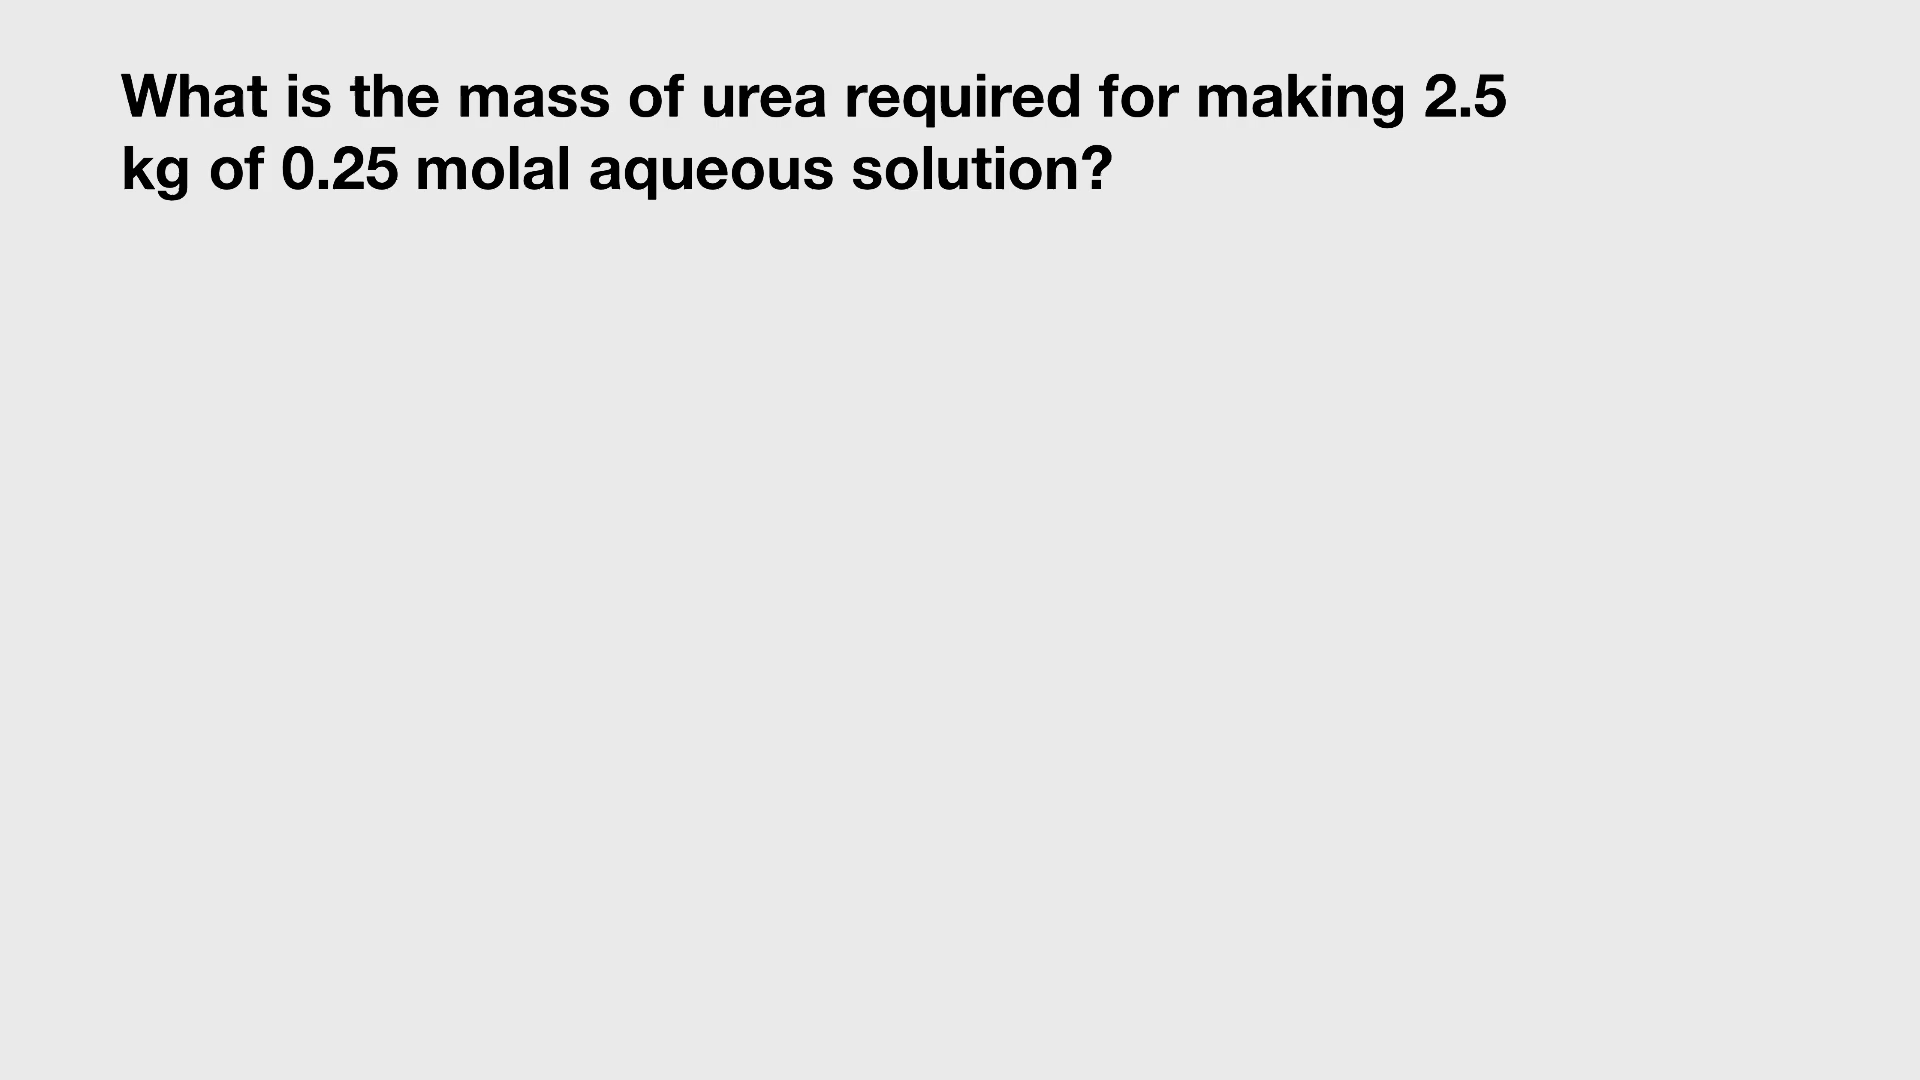 What is the mass of urea required for making 2.5
kg of 0.25 molal aqueous solution?